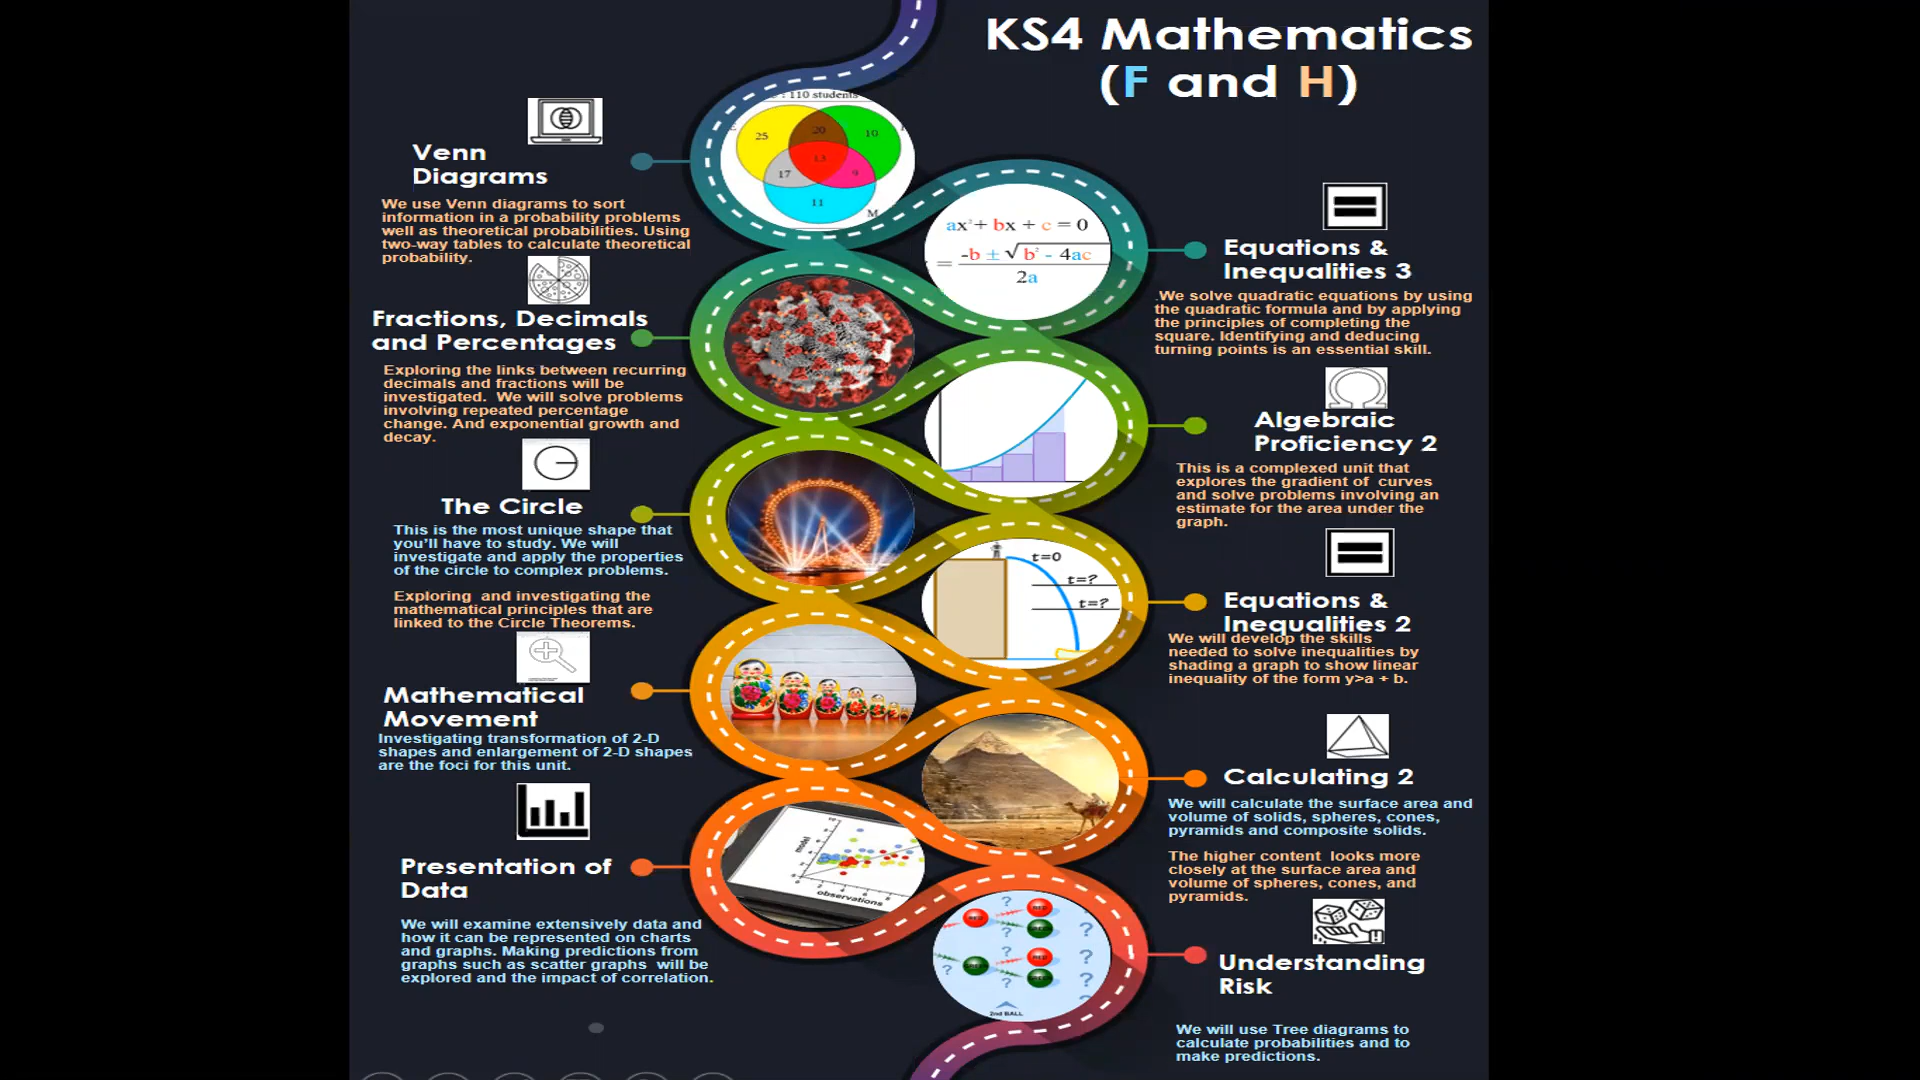 KS4 Mathematics
(F and H)
Venn
Diagrams
We use Venn diagrams to sort
information in a probability problems
well as theoretical probabilities. Using
two-way tables to calculate theoretical
probability.
110 students
25
20
10
13
17
9
11
M
ax² + bx + c = 0
= -b ± √b² - 4ac
2a
Equations &
Inequalities 3
.We solve quadratic equations by using
the quadratic formula and by applying
the principles of completing the
square. Identifying and deducing
turning points is an essential skill.
Fractions, Decimals
and Percentages
Exploring the links between recurring
decimals and fractions will be
investigated. We will solve problems
involving repeated percentage
change. And exponential growth and
decay.
Algebraic
Proficiency 2
This is a complexed unit that
explores the gradient of curves
and solve problems involving an
estimate for the area under the
graph.
The Circle
This is the most unique shape that
you'll have to study. We will
investigate and apply the properties
of the circle to complex problems.
Exploring and investigating the
mathematical principles that are
linked to the Circle Theorems.
t=0
t=?
t=?
Equations &
Inequalities 2
We will develop the skills
needed to solve inequalities by
shading a graph to show linear
inequality of the form y>a + b.
Mathematical
Movement
Investigating transformation of 2-D
shapes and enlargement of 2-D shapes
are the foci for this unit.
Calculating 2
We will calculate the surface area and
volume of solids, spheres, cones,
pyramids and composite solids.
The higher content looks more
closely at the surface area and
volume of spheres, cones, and
pyramids.
Presentation of
Data
We will examine extensively data and
how it can be represented on charts
and graphs. Making predictions from
graphs such as scatter graphs will be
explored and the impact of correlation.
model
observations
RED
RED
RED
?
?
?
?
?
?
?
?
2nd BALL
Understanding
Risk
We will use Tree diagrams to
calculate probabilities and to
make predictions.